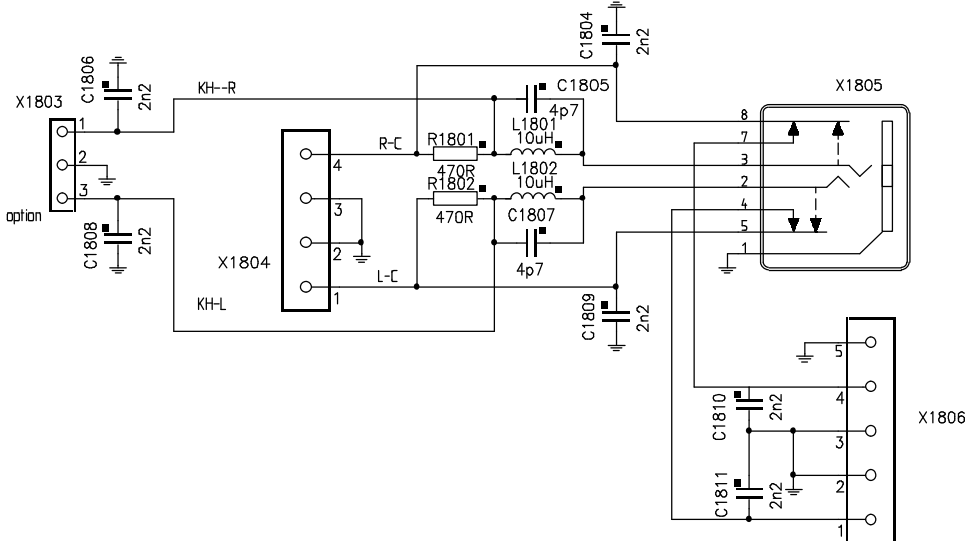 C1804
2n2
C1806
2n2
X1803
KH--R
C1805
4p7
X1805
1
2
3
option
R-C
R1801
470R
L1801
10uH
R1802
470R
L1802
10uH
C1807
4p7
8
7
3
2
4
5
1
C1808
2n2
X1804
4
3
2
1
L-C
KH-L
C1809
2n2
X1806
5
4
3
2
1
C1810
2n2
C1811
2n2